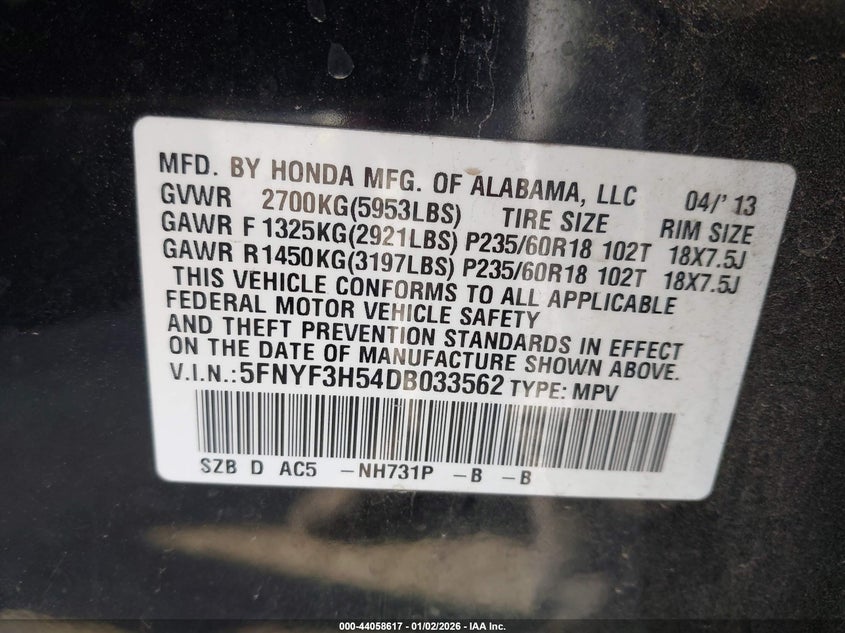 MFD. BY HONDA MFG. OF ALABAMA, LLC 04/'13
GVWR 2700KG(5953LBS) TIRE SIZE RIM SIZE
GAWR F 1325KG(2921LBS) P235/60R18 102T 18X7.5J
GAWR R1450KG(3197LBS) P235/60R18 102T 18X7.5J
THIS VEHICLE CONFORMS TO ALL APPLICABLE
FEDERAL MOTOR VEHICLE SAFETY
AND THEFT PREVENTION STANDARDS IN EFFECT
ON THE DATE OF MANUFACTURE SHOWN ABOVE.
V.I.N.:5FNYF3H54DB033562 TYPE: MPV
SZB D AC5 -NH731P -B -B
000-44058617 - 01/02/2026 - IAA Inc.